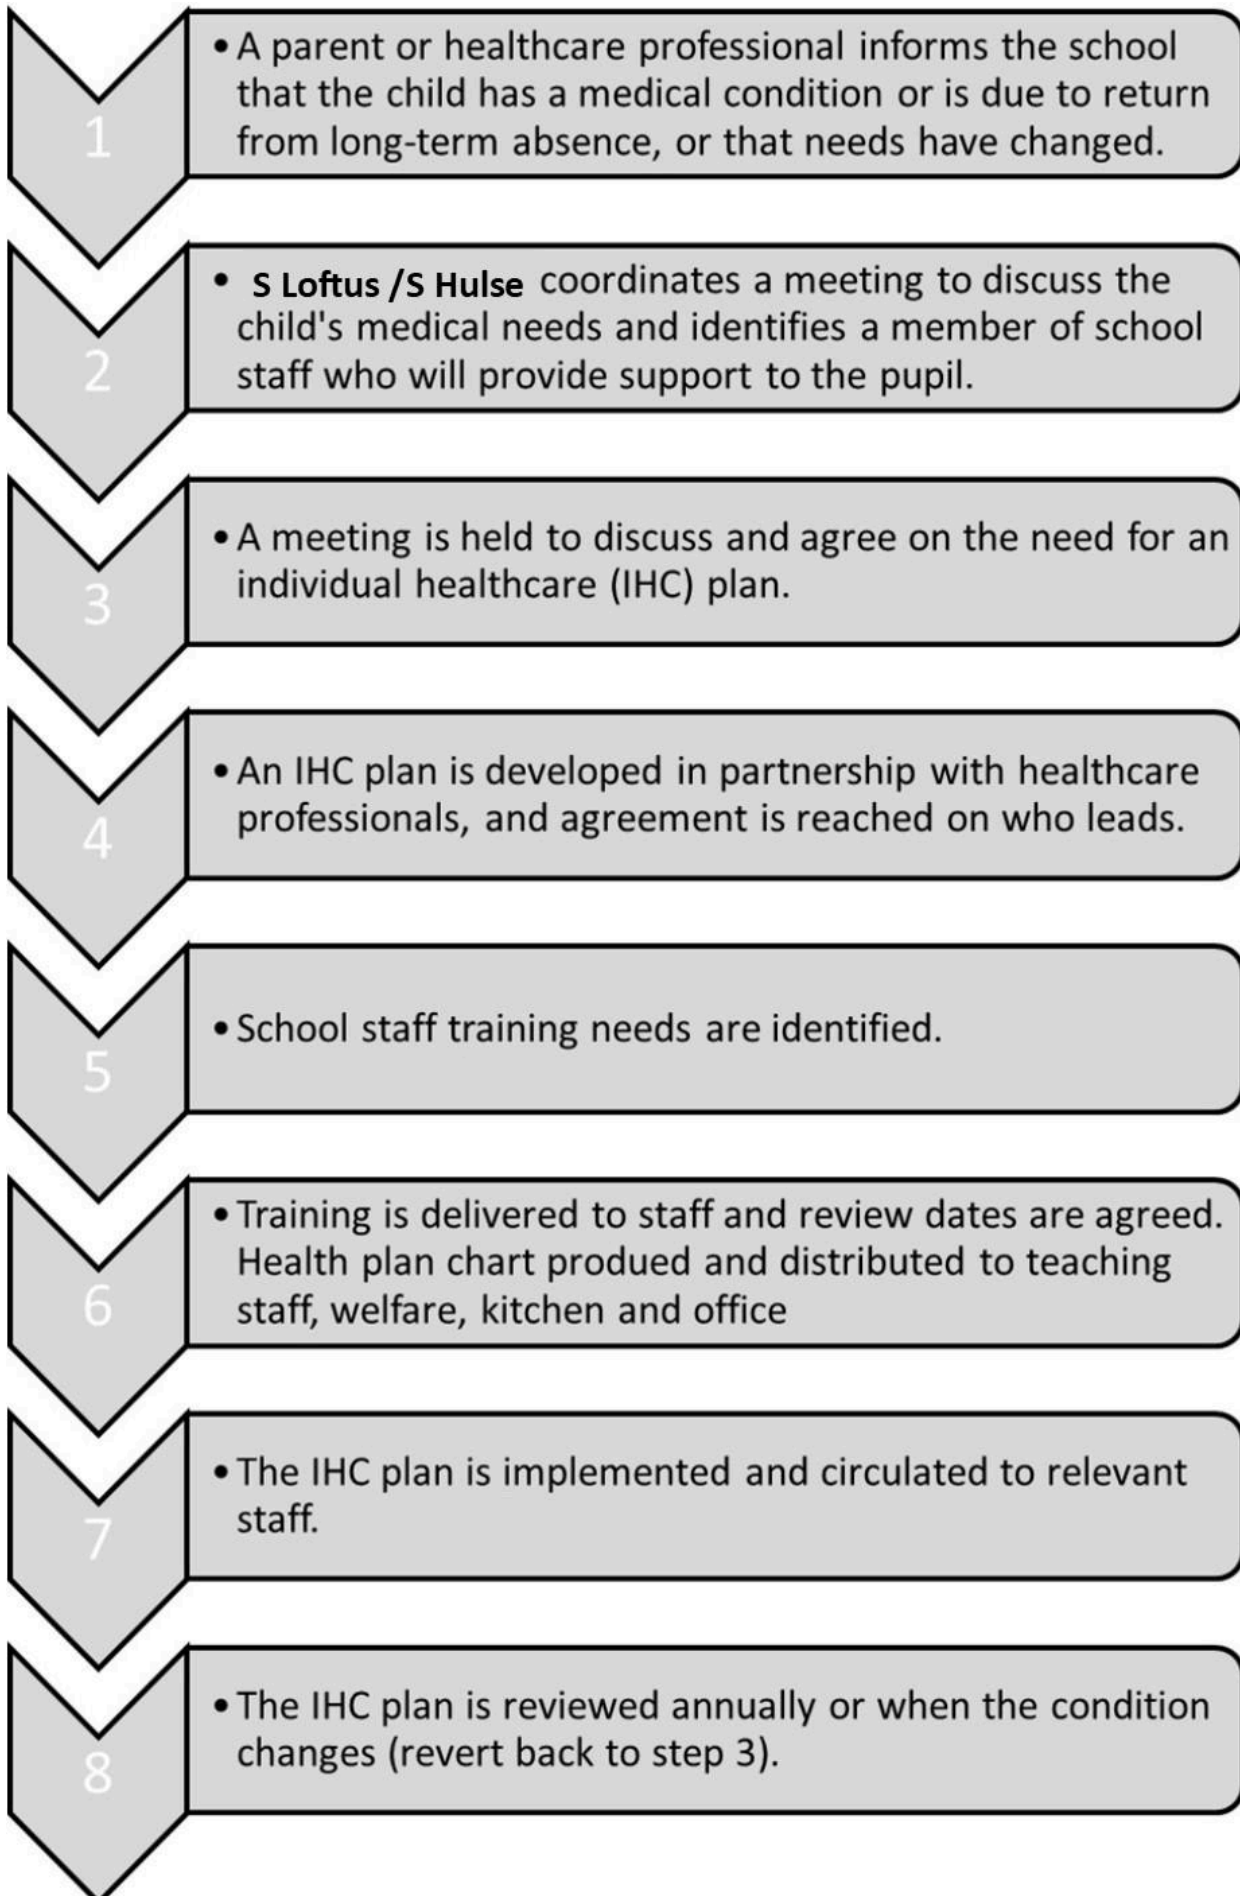 1
• A parent or healthcare professional informs the school
that the child has a medical condition or is due to return
from long-term absence, or that needs have changed.
2
• S Loftus /S Hulse coordinates a meeting to discuss the
child's medical needs and identifies a member of school
staff who will provide support to the pupil.
3
• A meeting is held to discuss and agree on the need for an
individual healthcare (IHC) plan.
4
• An IHC plan is developed in partnership with healthcare
professionals, and agreement is reached on who leads.
5
• School staff training needs are identified.
6
• Training is delivered to staff and review dates are agreed.
Health plan chart produed and distributed to teaching
staff, welfare, kitchen and office
7
• The IHC plan is implemented and circulated to relevant
staff.
8
• The IHC plan is reviewed annually or when the condition
changes (revert back to step 3).